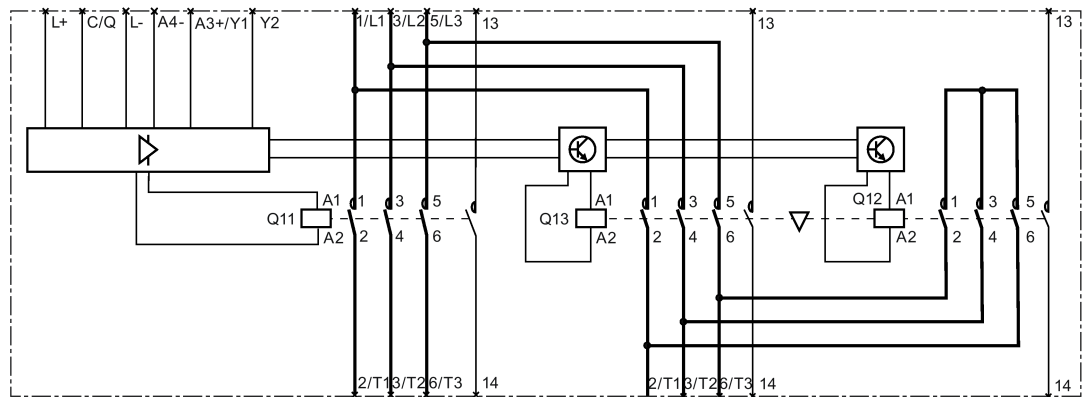 L+ C/Q L- A4- A3+/Y1 Y2 1/L1 3/L2 5/L3 13 13 13
A1 1 3 5 A1 1 3 5 Q12 A1 1 3 5
Q11 Q13
A2 2 4 6 A2 2 4 6 A2 2 4 6
2/T1 3/T2 6/T3 14 2/T1 3/T2 6/T3 14 14